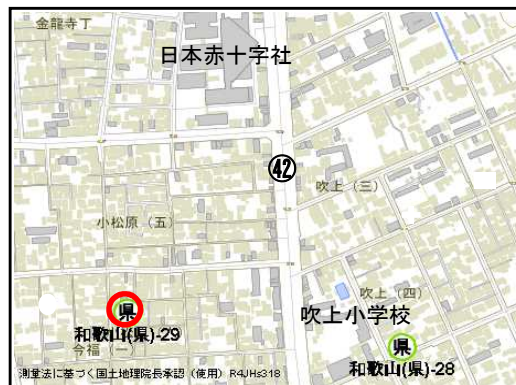 金龍寺丁
日本赤十字社
42
吹上（三）
小松原（五）
吹上（四）
県
吹上小学校
和歌山(県)-29
県
今福（一）
和歌山(県)-28
測量法に基づく国土地理院長承認（使用）R4JHs318